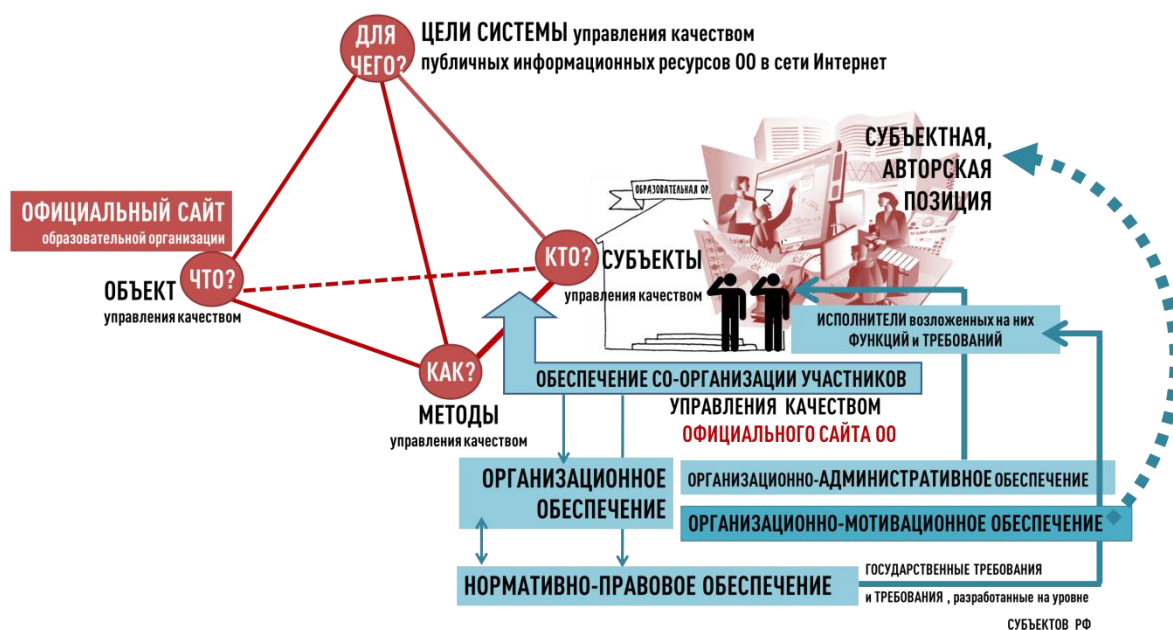 ДЛЯ
ЧЕГО?
ЦЕЛИ СИСТЕМЫ управления качеством
публичных информационных ресурсов ОО в сети Интернет
СУБЪЕКТНАЯ,
АВТОРСКАЯ
ПОЗИЦИЯ
ОБРАЗОВАТЕЛЬНАЯ
ОФИЦИАЛЬНЫЙ САЙТ
образовательной организации
ЧТО?
ОБЪЕКТ
управления качеством
КТО?
СУБЪЕКТЫ
управления качеством
ИСПОЛНИТЕЛИ возложенных на них
ФУНКЦИЙ и ТРЕБОВАНИЙ
КАК?
МЕТОДЫ
управления качеством
ОБЕСПЕЧЕНИЕ СО-ОРГАНИЗАЦИИ УЧАСТНИКОВ
УПРАВЛЕНИЯ КАЧЕСТВОМ
ОФИЦИАЛЬНОГО САЙТА ОО
ОРГАНИЗАЦИОННОЕ
ОБЕСПЕЧЕНИЕ
ОРГАНИЗАЦИОННО-АДМИНИСТРАТИВНОЕ ОБЕСПЕЧЕНИЕ
ОРГАНИЗАЦИОННО-МОТИВАЦИОННОЕ ОБЕСПЕЧЕНИЕ
НОРМАТИВНО-ПРАВОВОЕ ОБЕСПЕЧЕНИЕ
ГОСУДАРСТВЕННЫЕ ТРЕБОВАНИЯ
и ТРЕБОВАНИЯ , разработанные на уровне
СУБЪЕКТОВ РФ